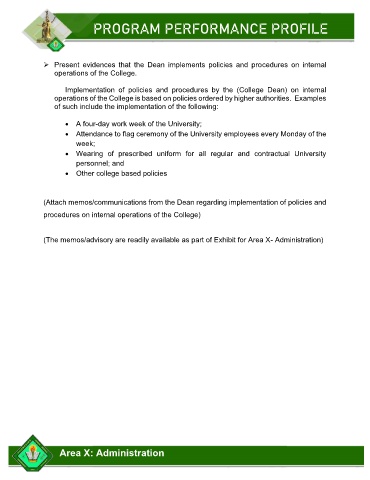 PROGRAM PERFORMANCE PROFILE
➢ Present evidences that the Dean implements policies and procedures on internal
operations of the College.
Implementation of policies and procedures by the (College Dean) on internal
operations of the College is based on policies ordered by higher authorities. Examples
of such include the implementation of the following:
• A four-day work week of the University;
• Attendance to flag ceremony of the University employees every Monday of the
week;
• Wearing of prescribed uniform for all regular and contractual University
personnel; and
• Other college based policies
(Attach memos/communications from the Dean regarding implementation of policies and
procedures on internal operations of the College)
(The memos/advisory are readily available as part of Exhibit for Area X- Administration)
Area X: Administration